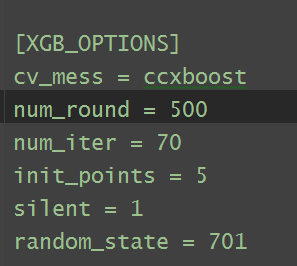 [XGB_OPTIONS]
cv_mess = ccxboost
num_round = 500
num_iter = 70
init_points = 5
silent = 1
random_state = 701